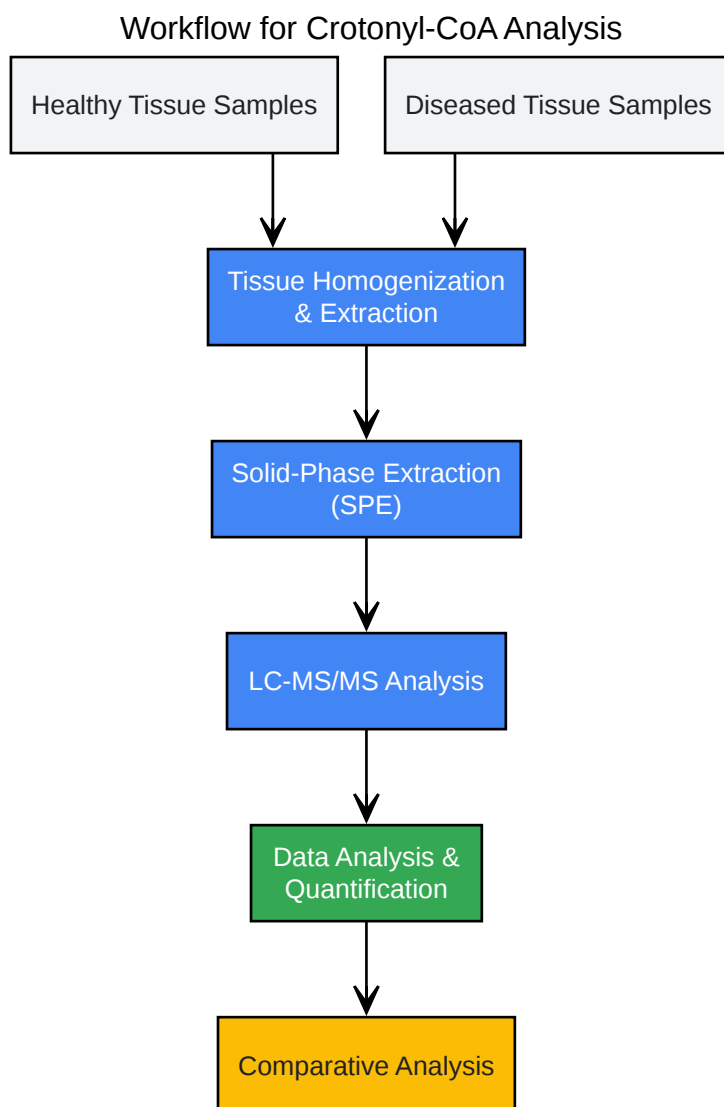 Workflow for Crotonyl-CoA Analysis
Healthy Tissue Samples
Diseased Tissue Samples
Tissue Homogenization
& Extraction
Solid-Phase Extraction
(SPE)
LC-MS/MS Analysis
Data Analysis &
Quantification
Comparative Analysis